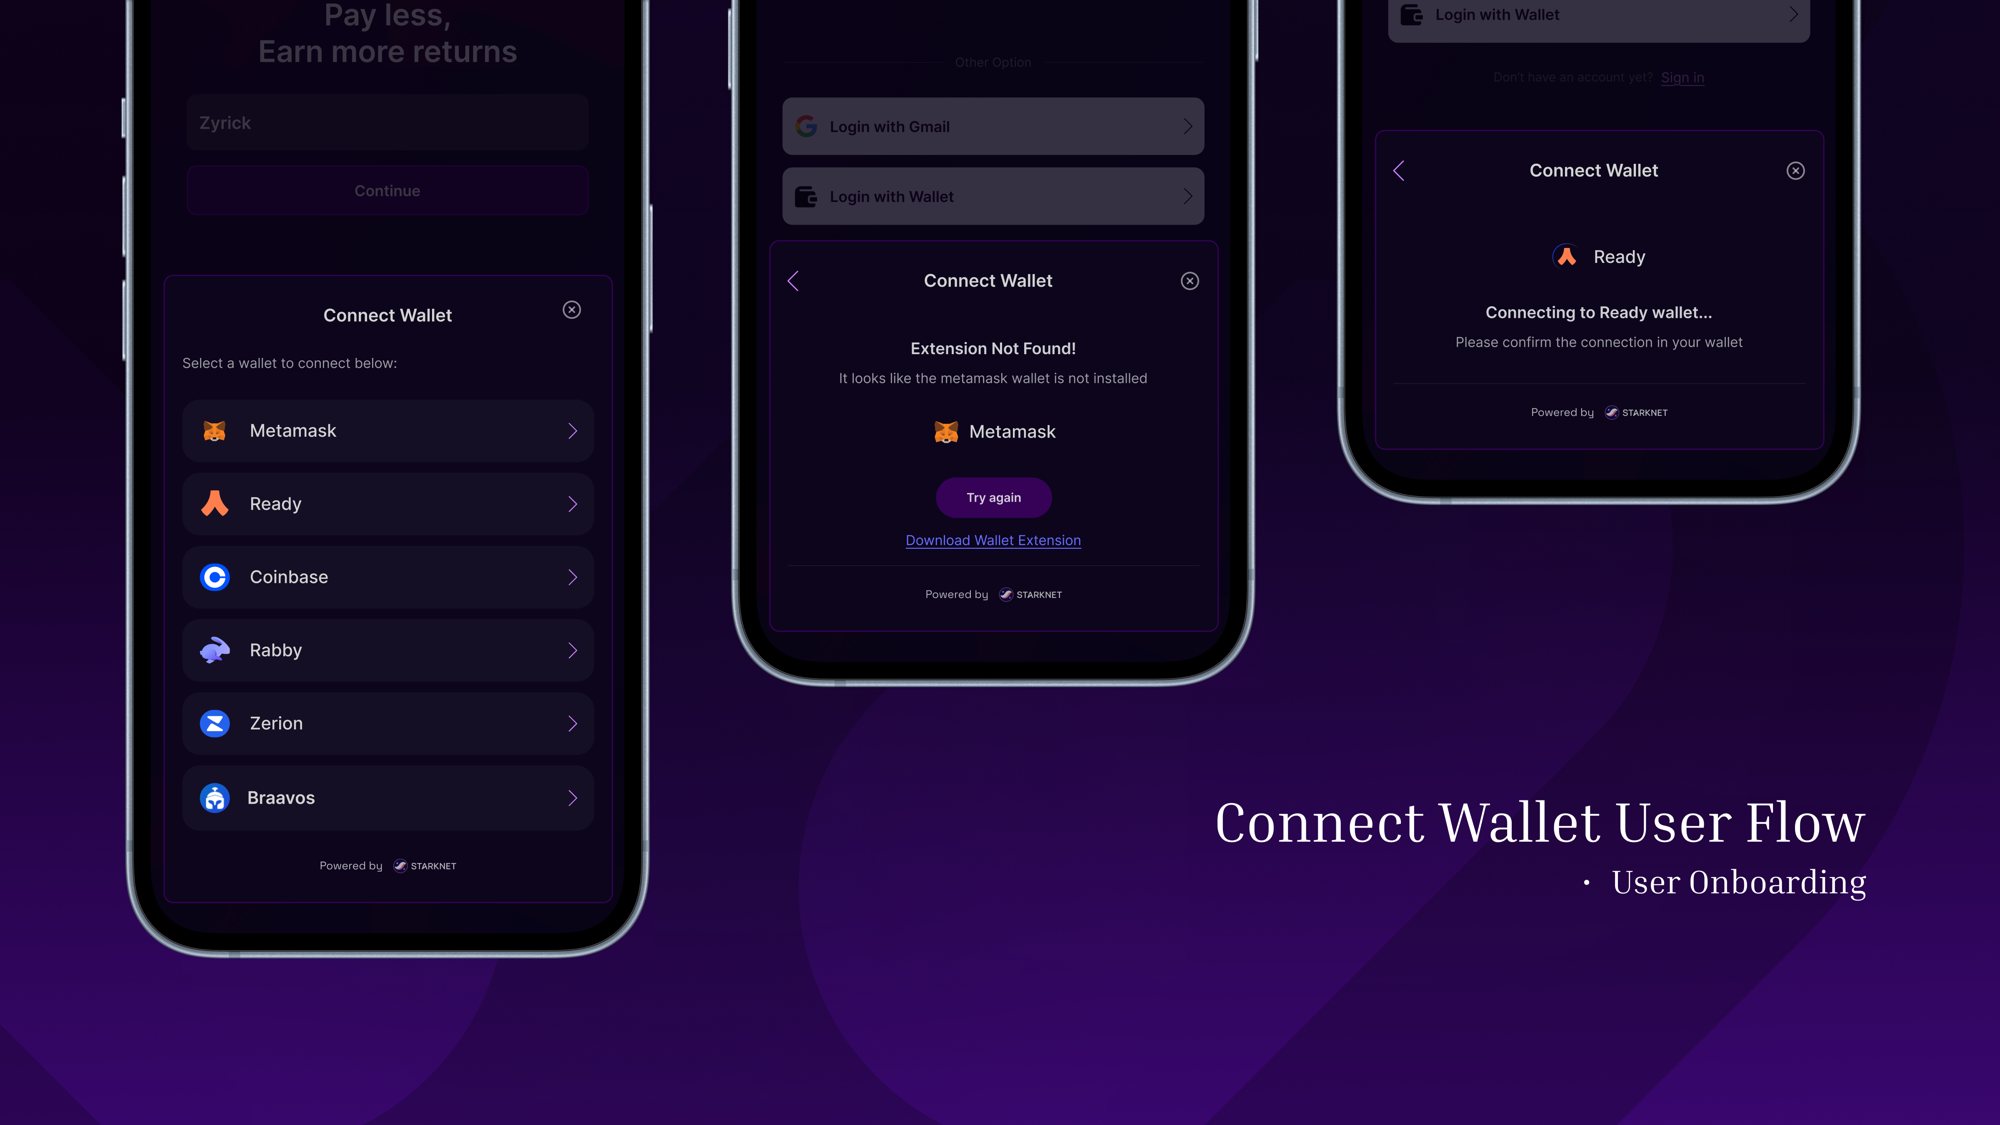 Pay less,
Earn more returns
Zyrick
Continue
Connect Wallet
Select a wallet to connect below:
Metamask
Ready
Coinbase
Rabby
Zerion
Braavos
Powered by STARKNET
Other Option
Login with Gmail
Login with Wallet
Connect Wallet
Extension Not Found!
It looks like the metamask wallet is not installed
Metamask
Try again
Download Wallet Extension
Powered by STARKNET
Login with Wallet
Don't have an account yet? Sign in
Connect Wallet
Ready
Connecting to Ready wallet...
Please confirm the connection in your wallet
Powered by STARKNET
Connect Wallet User Flow
• User Onboarding